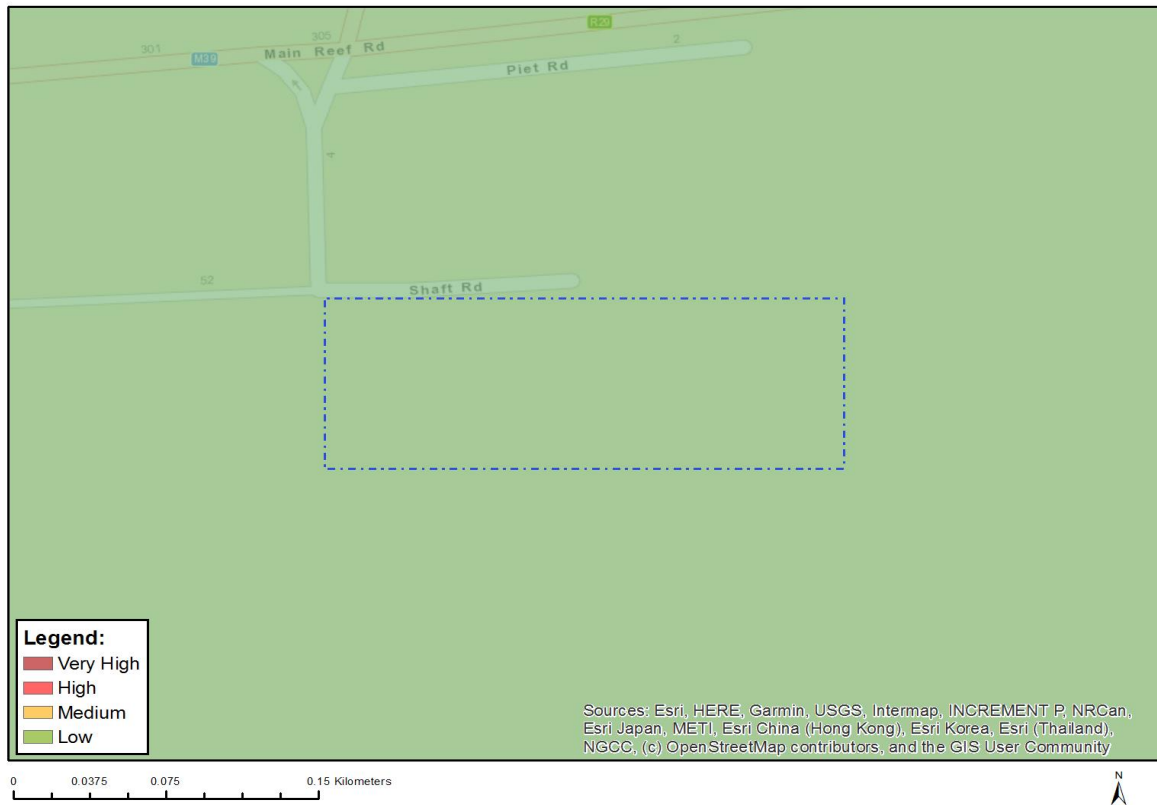 R29
305
301
M39
Main Reef Rd
2
Piet Rd
4
52
Shaft Rd
Legend:
Very High
High
Medium
Low
Sources: Esri, HERE, Garmin, USGS, Intermap, INCREMENT P, NRCan,
Esri Japan, METI, Esri China (Hong Kong), Esri Korea, Esri (Thailand),
NGCC, (c) OpenStreetMap contributors, and the GIS User Community
0 0.0375 0.075 0.15 Kilometers
N